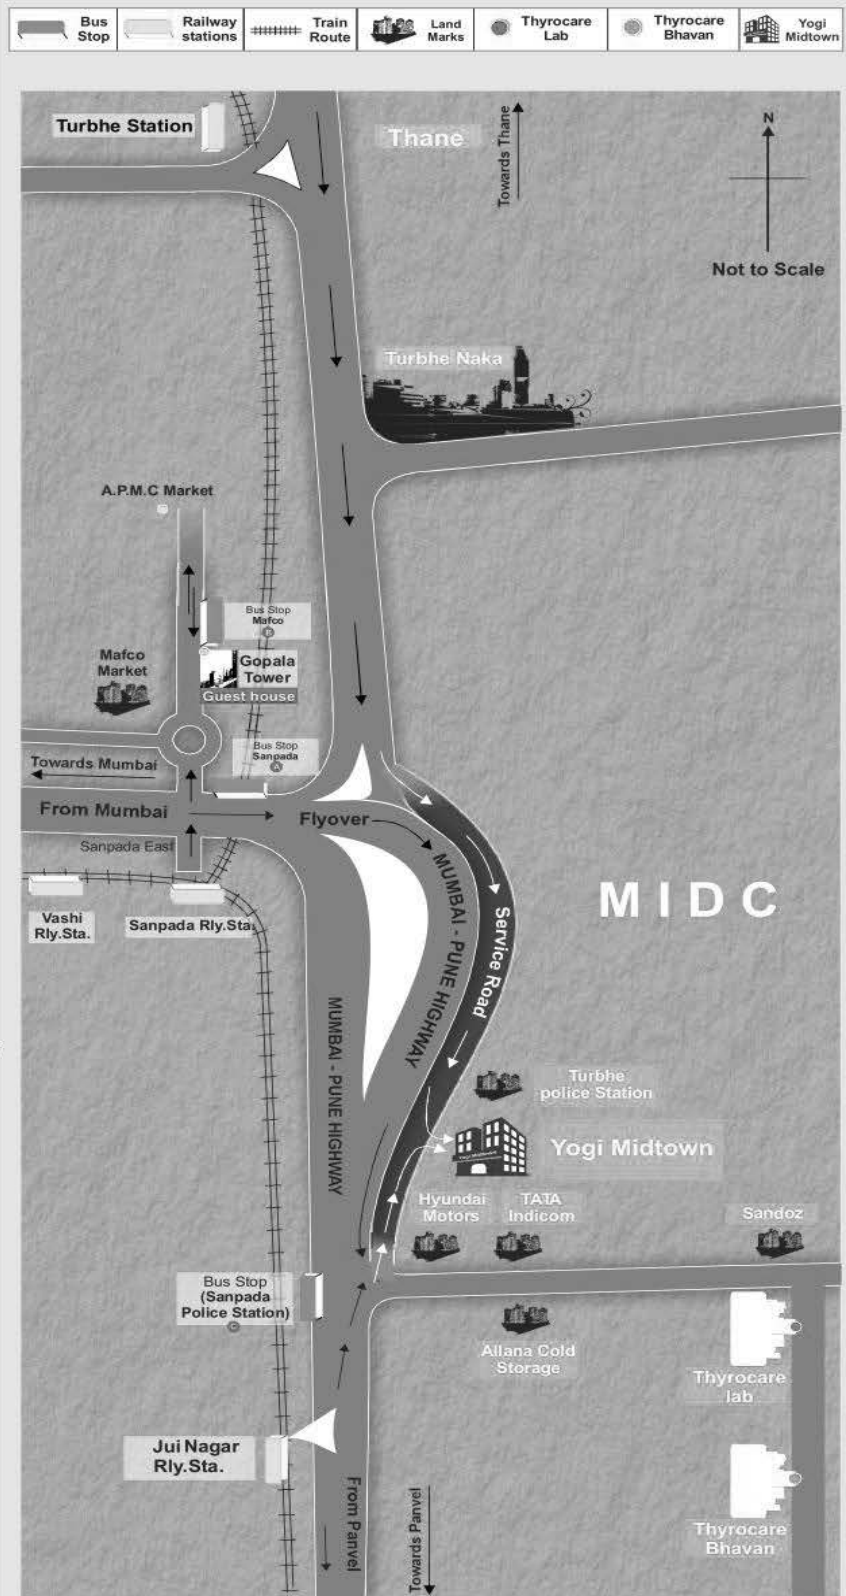 Bus
Stop
Railway
stations
Train
Route
Land
Marks
Thyrocare
Lab
Thyrocare
Bhavan
Yogi
Midtown
Turbhe Station
Thane
Towards Thane
N
Not to Scale
Turbhe Naka
A.P.M.C Market
Bus Stop
Mafco
B
Mafco
Market
Gopala
Tower
Guest house
Bus Stop
Sanpada
A
Towards Mumbai
From Mumbai
Flyover
Sanpada East
MUMBAI - PUNE HIGHWAY
MIDC
Service Road
Vashi
Rly.Sta.
Sanpada Rly.Sta.
MUMBAI - PUNE HIGHWAY
Turbhe
police Station
Yogi Midtown
Yogi Midtown
Hyundai
Motors
TATA
Indicom
Sandoz
Bus Stop
(Sanpada
Police Station)
C
Allana Cold
Storage
Thyrocare
lab
Jui Nagar
Rly.Sta.
From Panvel
Towards Panvel
Thyrocare
Bhavan